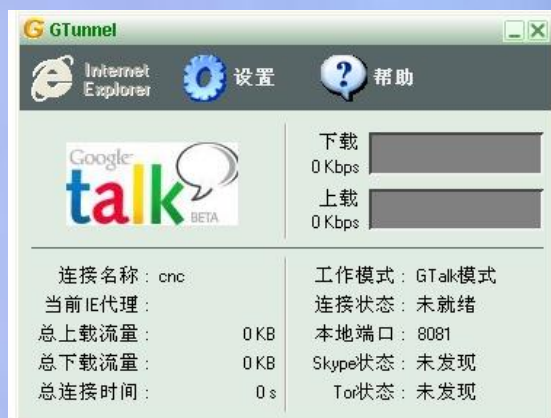 GTunnel
Internet Explorer
设置
帮助
Google talk BETA
下载
0 Kbps
上载
0 Kbps
连接名称: cnc
当前IE代理:
总上载流量: 0 KB
总下载流量: 0 KB
总连接时间: 0 s
工作模式: GTalk模式
连接状态: 未就绪
本地端口: 8081
Skype状态: 未发现
Tor状态: 未发现